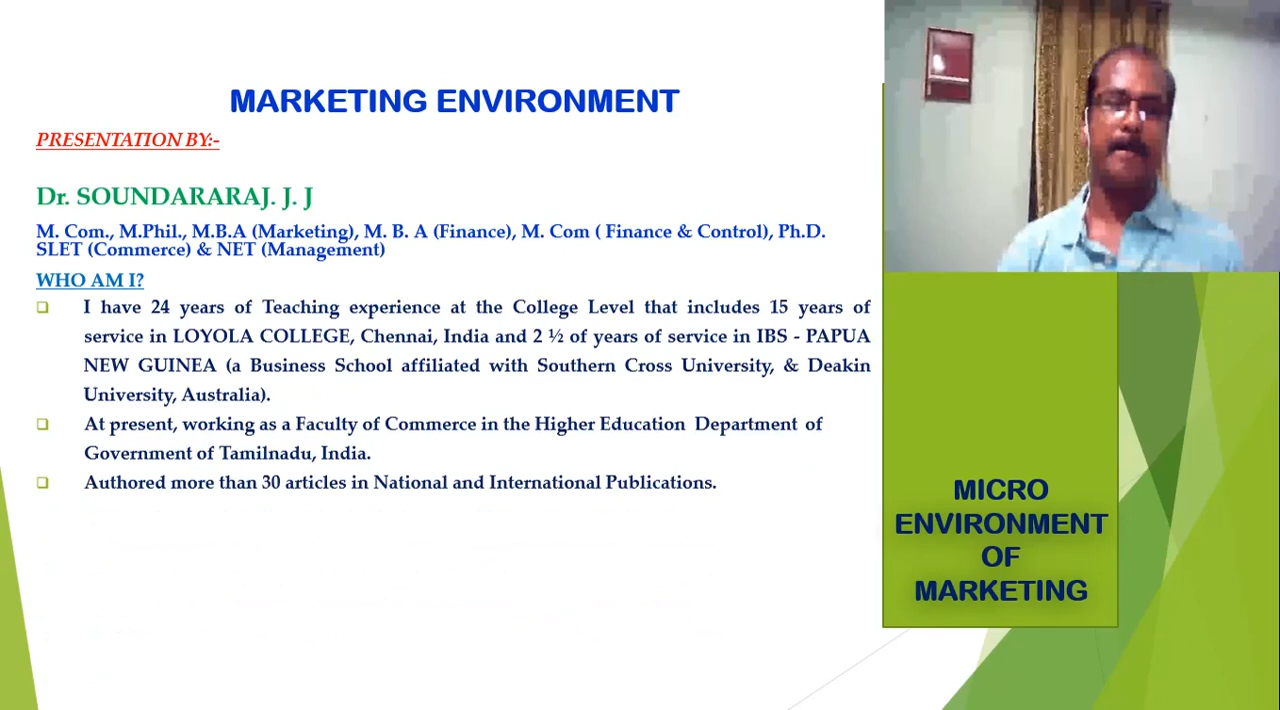 MARKETING ENVIRONMENT
PRESENTATION BY:-
Dr. SOUNDARARAJ. J. J
M. Com., M.Phil., M.B.A (Marketing), M. B. A (Finance), M. Com ( Finance & Control), Ph.D.
SLET (Commerce) & NET (Management)
WHO AM I?
I have 24 years of Teaching experience at the College Level that includes 15 years of
service in LOYOLA COLLEGE, Chennai, India and 2 ½ of years of service in IBS - PAPUA
NEW GUINEA (a Business School affiliated with Southern Cross University, & Deakin
University, Australia).
At present, working as a Faculty of Commerce in the Higher Education Department of
Government of Tamilnadu, India.
Authored more than 30 articles in National and International Publications.
MICRO
ENVIRONMENT
OF
MARKETING